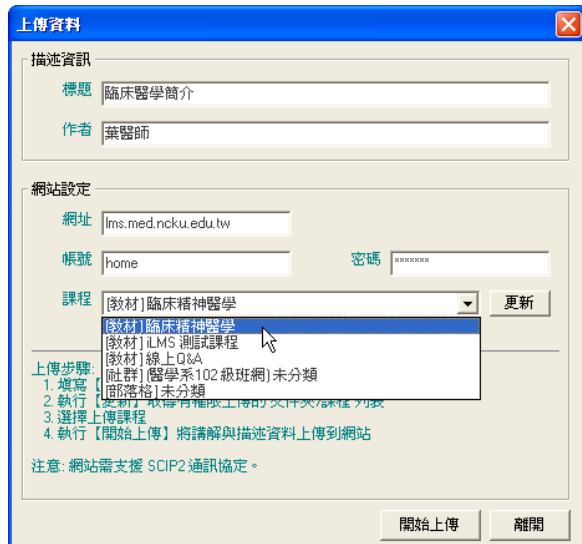 上傳資料
描述資訊
標題 臨床醫學簡介
作者 葉醫師
網站設定
網址 lms.med.ncku.edu.tw
帳號 home 密碼 *******
課程 [教材]臨床精神醫學 更新
[教材]臨床精神醫學
[教材]iLMS 測試課程
[教材]線上Q&A
[社群](醫學系102級班網)未分類
[部落格]未分類
上傳步驟:
1. 填寫【
2. 執行【更新】取得有權限上傳的 文件夾/課程 列表
3. 選擇上傳課程
4. 執行【開始上傳】將講解與描述資料上傳到網站
注意: 網站需支援 SCIP2 通訊協定。
開始上傳 離開